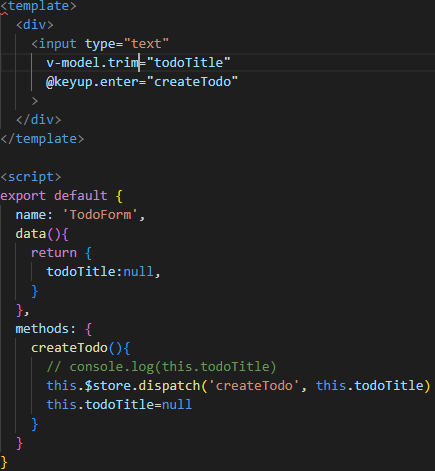 <template>
  <div>
    <input type="text"
      v-model.trim="todoTitle"
      @keyup.enter="createTodo"
    >
  </div>
</template>

<script>
export default {
  name: 'TodoForm',
  data(){
    return {
      todoTitle:null,
    }
  },
  methods: {
    createTodo(){
      // console.log(this.todoTitle)
      this.$store.dispatch('createTodo', this.todoTitle)
      this.todoTitle=null
    }
  }
}